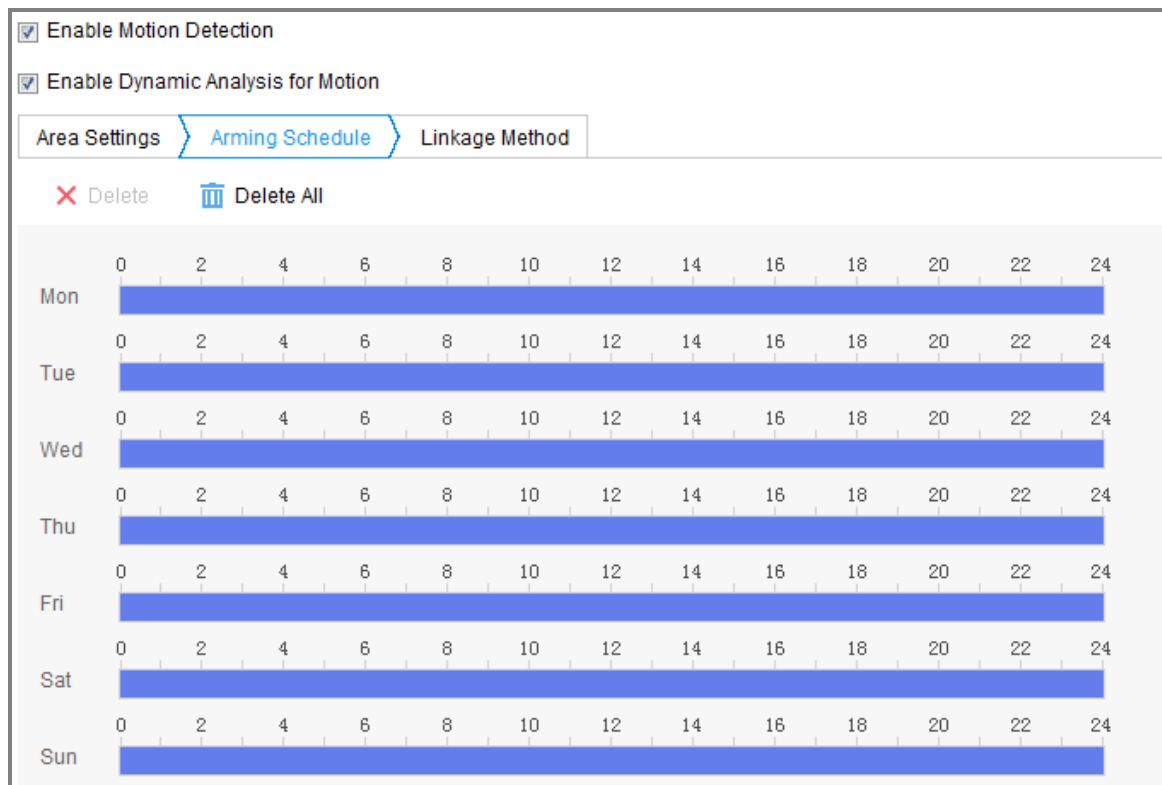 Enable Motion Detection
Enable Dynamic Analysis for Motion
Area Settings Arming Schedule Linkage Method
Delete Delete All
0 2 4 6 8 10 12 14 16 18 20 22 24
Mon
0 2 4 6 8 10 12 14 16 18 20 22 24
Tue
0 2 4 6 8 10 12 14 16 18 20 22 24
Wed
0 2 4 6 8 10 12 14 16 18 20 22 24
Thu
0 2 4 6 8 10 12 14 16 18 20 22 24
Fri
0 2 4 6 8 10 12 14 16 18 20 22 24
Sat
0 2 4 6 8 10 12 14 16 18 20 22 24
Sun